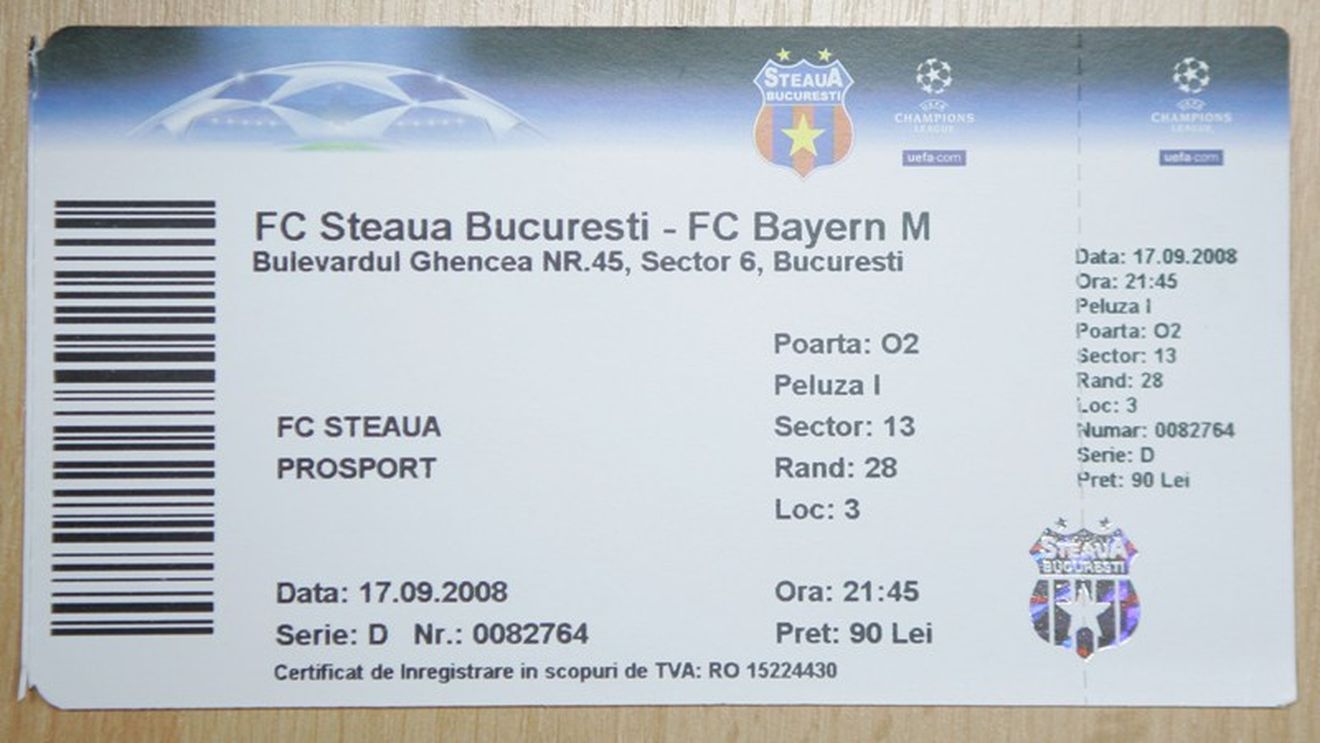 STEAUA
BUCURESTI
UEFA
CHAMPIONS
LEAGUE
uefa.com
UEFA
CHAMPIONS
LEAGUE
uefa.com
FC Steaua Bucuresti - FC Bayern M
Bulevardul Ghencea NR.45, Sector 6, Bucuresti
FC STEAUA
PROSPORT
Poarta: O2
Peluza I
Sector: 13
Rand: 28
Loc: 3
Data: 17.09.2008
Ora: 21:45
Serie: D Nr.: 0082764
Pret: 90 Lei
Certificat de Inregistrare in scopuri de TVA: RO 15224430
Data: 17.09.2008
Ora: 21:45
Peluza I
Poarta: O2
Sector: 13
Rand: 28
Loc: 3
Numar: 0082764
Serie: D
Pret: 90 Lei
STEAUA
BUCURESTI